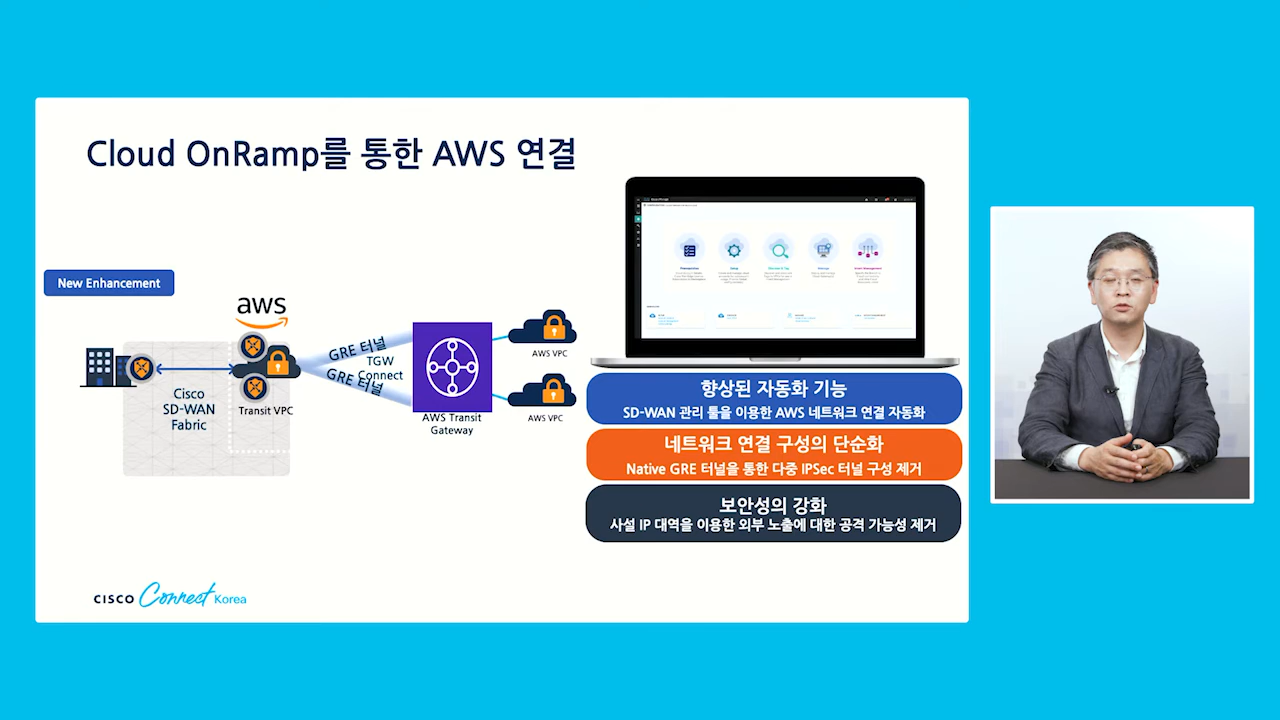 Cloud OnRamp를 통한 AWS 연결
New Enhancement
aws
GRE 터널
TGW
Connect
GRE 터널
Cisco
SD-WAN
Fabric
Transit VPC
AWS Transit
Gateway
AWS VPC
AWS VPC
향상된 자동화 기능
SD-WAN 관리 툴을 이용한 AWS 네트워크 연결 자동화
네트워크 연결 구성의 단순화
Native GRE 터널을 통한 다중 IPSec 터널 구성 제거
보안성의 강화
사설 IP 대역을 이용한 외부 노출에 대한 공격 가능성 제거
CISCO Connect Korea